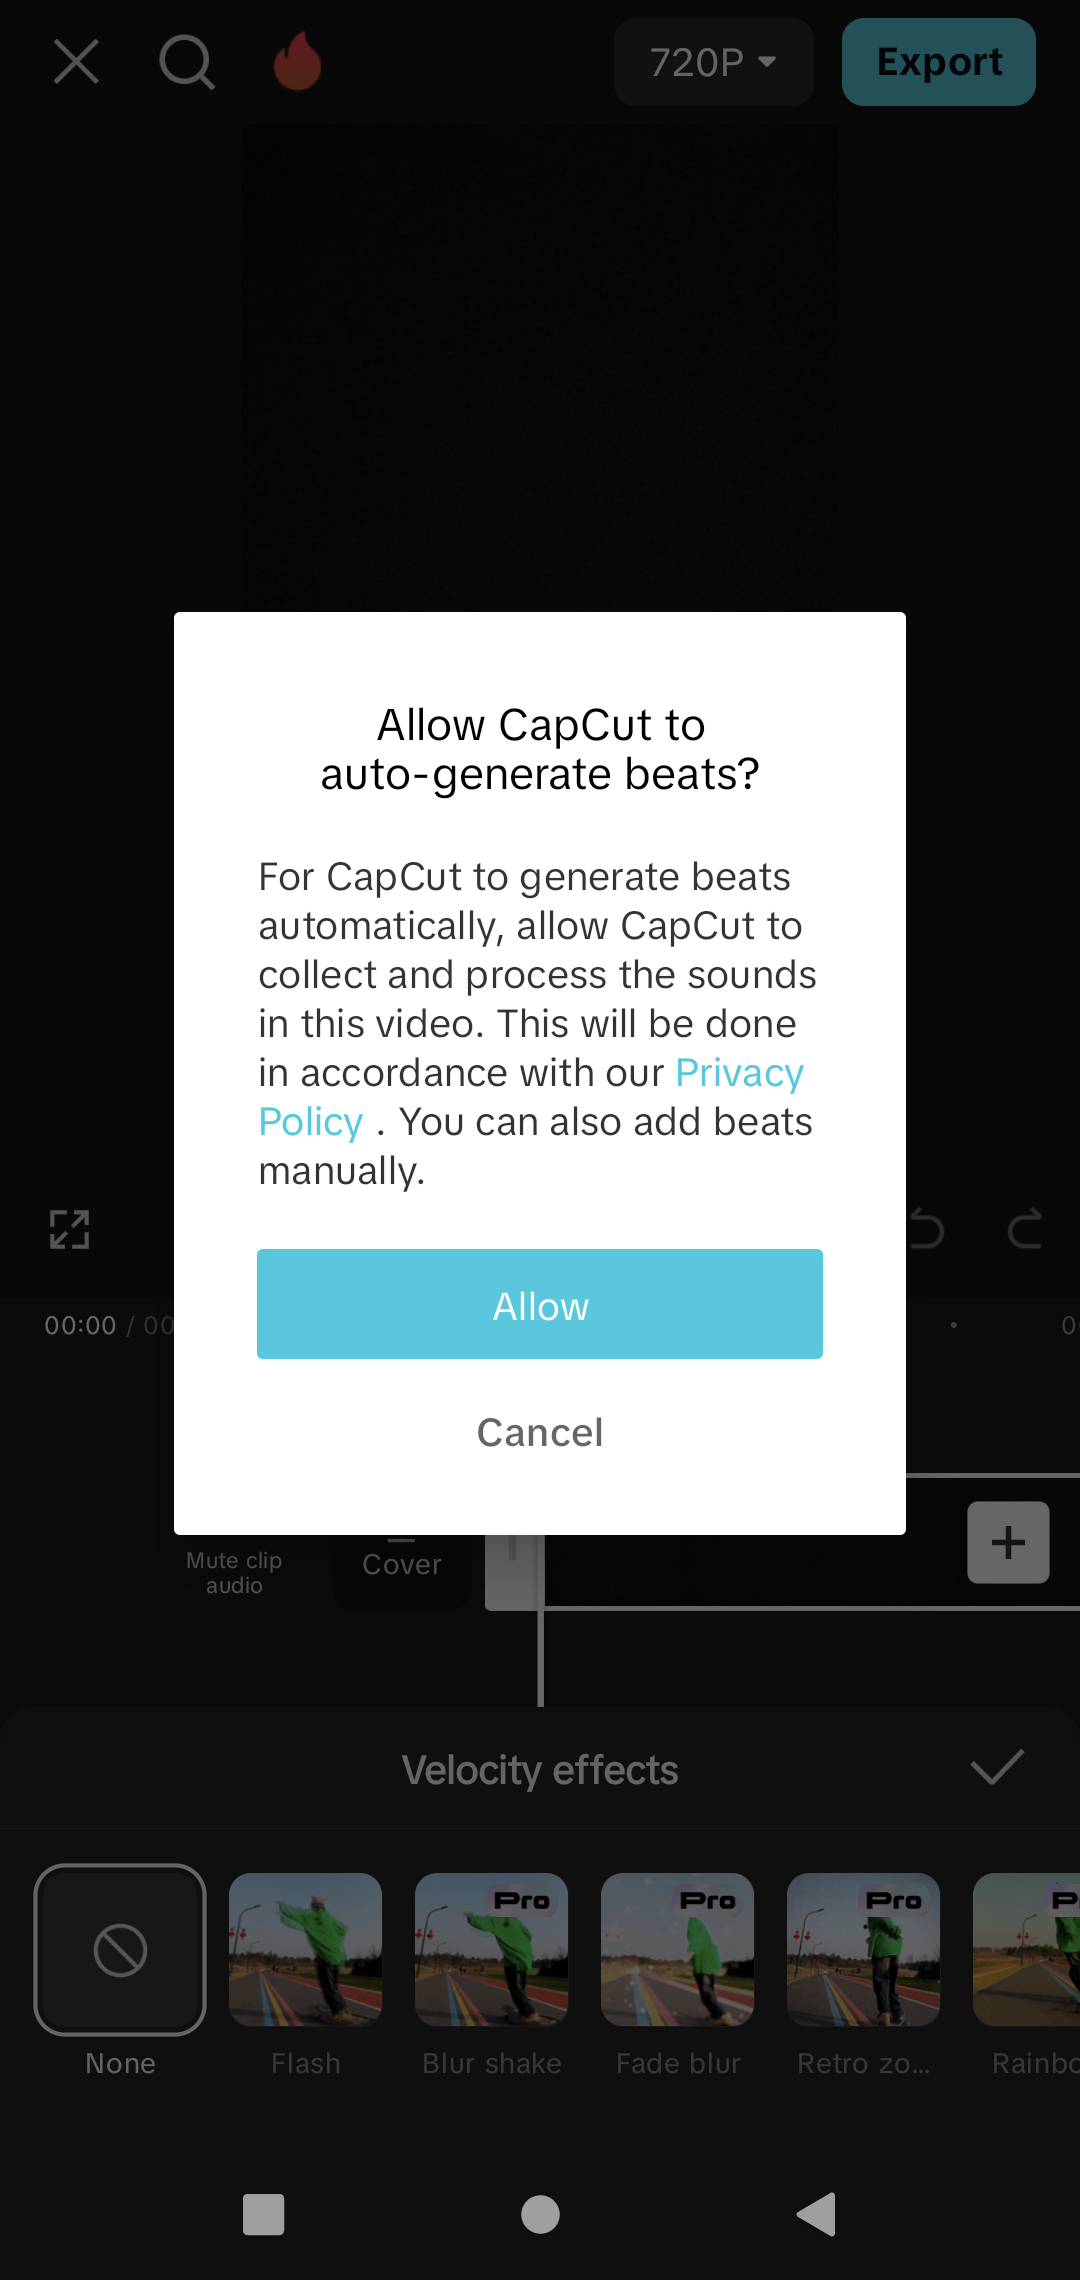 720P
Export
Allow CapCut to
auto-generate beats?
For CapCut to generate beats
automatically, allow CapCut to
collect and process the sounds
in this video. This will be done
in accordance with our Privacy
Policy . You can also add beats
manually.
Allow
Cancel
00:00 / 00
Mute clip
audio
Cover
Velocity effects
Pro
Pro
Pro
None
Flash
Blur shake
Fade blur
Retro zo...